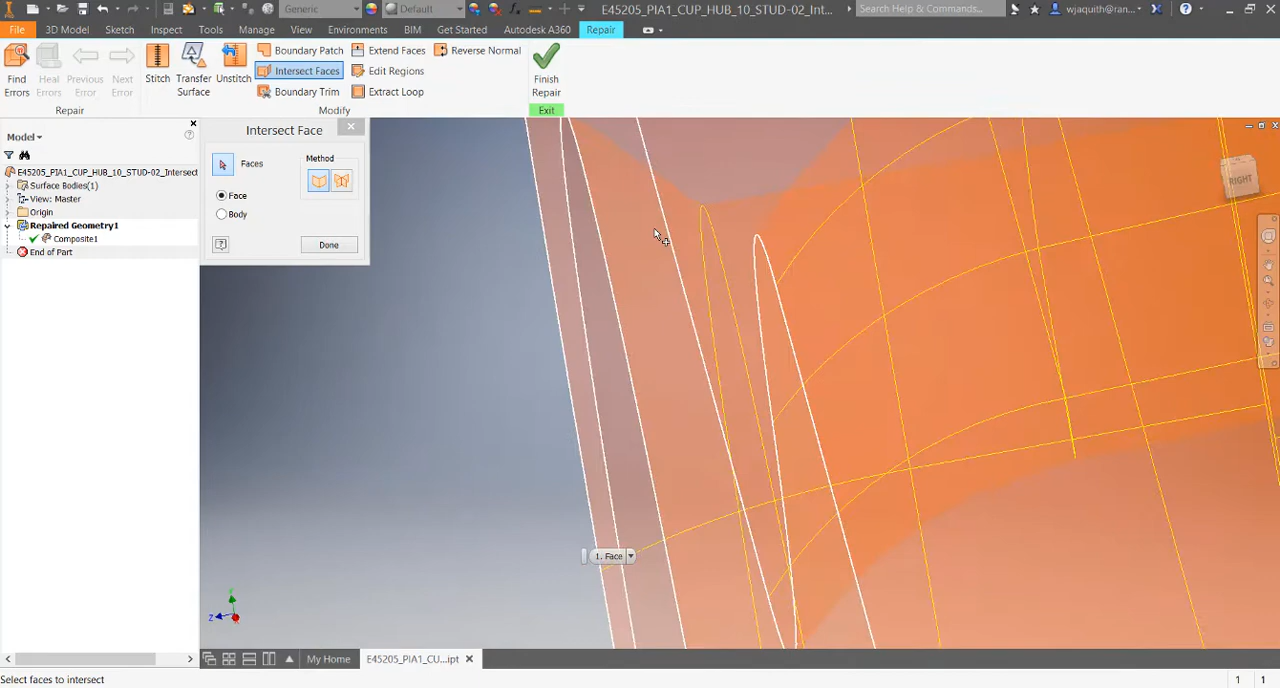 Generic
Default
E45205_PIA1_CUP_HUB_10_STUD-02_Int...
Search Help & Commands...
wjaquith@ran...
File
3D Model
Sketch
Inspect
Tools
Manage
View
Environments
BIM
Get Started
Autodesk A360
Repair
Find Errors
Heal Errors
Previous Error
Next Error
Repair
Stitch
Transfer Surface
Unstitch
Boundary Patch
Intersect Faces
Boundary Trim
Extend Faces
Edit Regions
Extract Loop
Reverse Normal
Modify
Finish Repair
Exit
Model
E45205_PIA1_CUP_HUB_10_STUD-02_Intersect
Surface Bodies(1)
View: Master
Origin
Repaired Geometry1
Composite1
End of Part
Intersect Face
Faces
Method
Face
Body
Done
RIGHT
1. Face
Z
My Home
E45205_PIA1_CU...ipt
Select faces to intersect
1
1